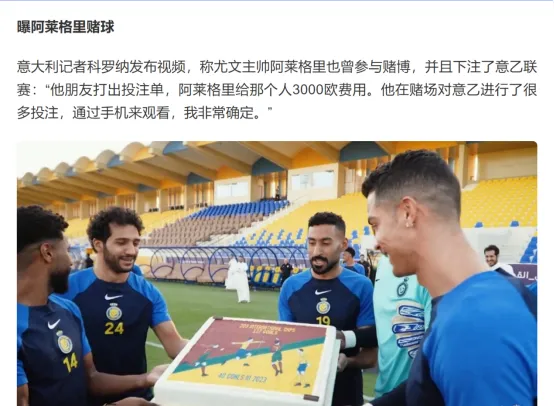 曝阿莱格里赌球
意大利记者科罗纳发布视频，称尤文主帅阿莱格里也曾参与赌博，并且下注了意乙联
赛：“他朋友打出投注单，阿莱格里给那个人3000欧费用。他在赌场对意乙进行了很
多投注，通过手机来观看，我非常确定。”
24
19
14